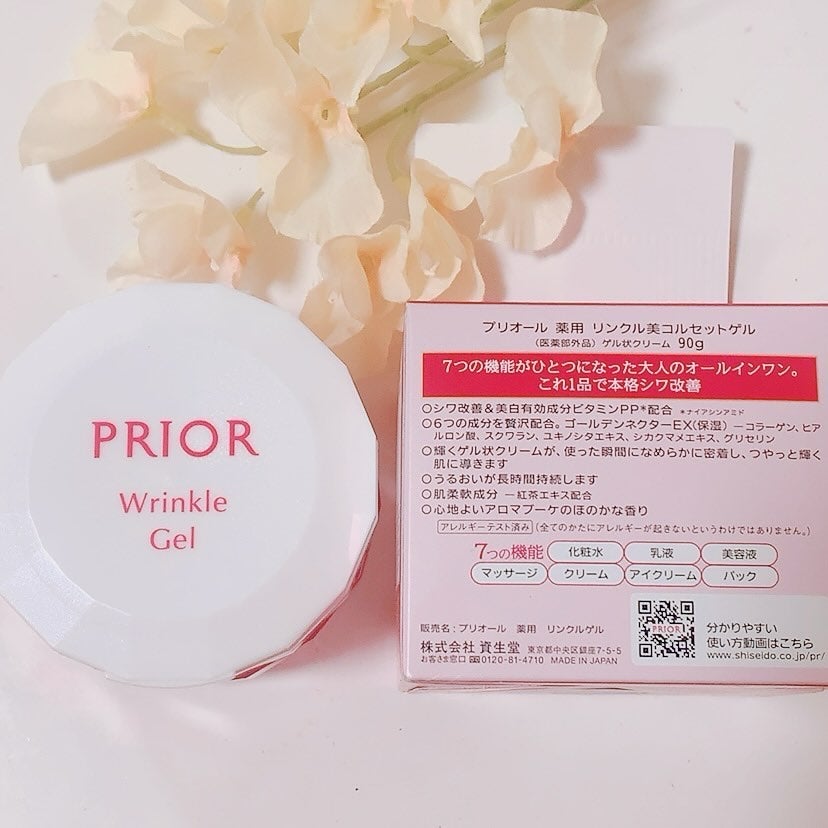 PRIOR
Wrinkle
Gel
プリオール 薬用 リンクル美コルセットゲル
(医薬部外品) ゲル状クリーム 90g
7つの機能がひとつになった大人のオールインワン。
これ1品で本格シワ改善
○シワ改善&美白有効成分ビタミンPP*配合 *ナイアシンアミド
○6つの成分を贅沢配合。ゴールデンネクターEX(保湿) ―コラーゲン、ヒア
ルロン酸、スクワラン、ユキノシタエキス、シカクマメエキス、グリセリン
○輝くゲル状クリームが、使った瞬間になめらかに密着し、つやっと輝く
肌に導きます
○うるおいが長時間持続します
○肌柔軟成分 ―紅茶エキス配合
○心地よいアロマブーケのほのかな香り
アレルギーテスト済み (全てのかたにアレルギーが起きないというわけではありません。)
7つの機能 化粧水 乳液 美容液
マッサージ クリーム アイクリーム パック
販売名:プリオール 薬用 リンクルゲル
株式会社 資生堂 東京都中央区銀座7-5-5
お客さま窓口 0120-81-4710 MADE IN JAPAN
PRIOR
分かりやすい
使い方動画はこちら
www.shiseido.co.jp/pr/